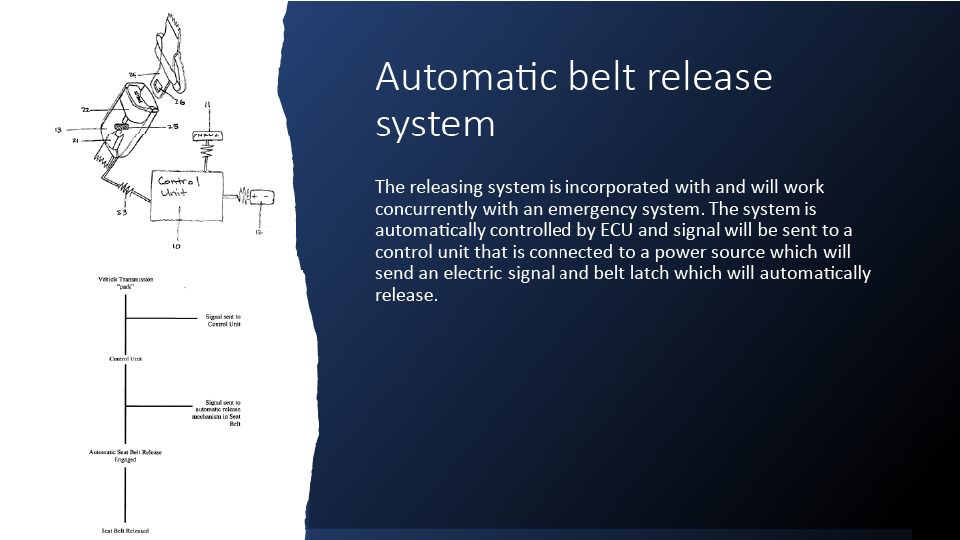 24
26
11
22
13
25
21
Control
Unit
+ -
23
12
10
Vehicle Transmission
"park"
Signal sent to
Control Unit
Control Unit
Signal sent to
automatic release
mechanism in Seat
Belt
Automatic Seat Belt Release
Engaged
Seat Belt Released
Automatic belt release
system
The releasing system is incorporated with and will work
concurrently with an emergency system. The system is
automatically controlled by ECU and signal will be sent to a
control unit that is connected to a power source which will
send an electric signal and belt latch which will automatically
release.